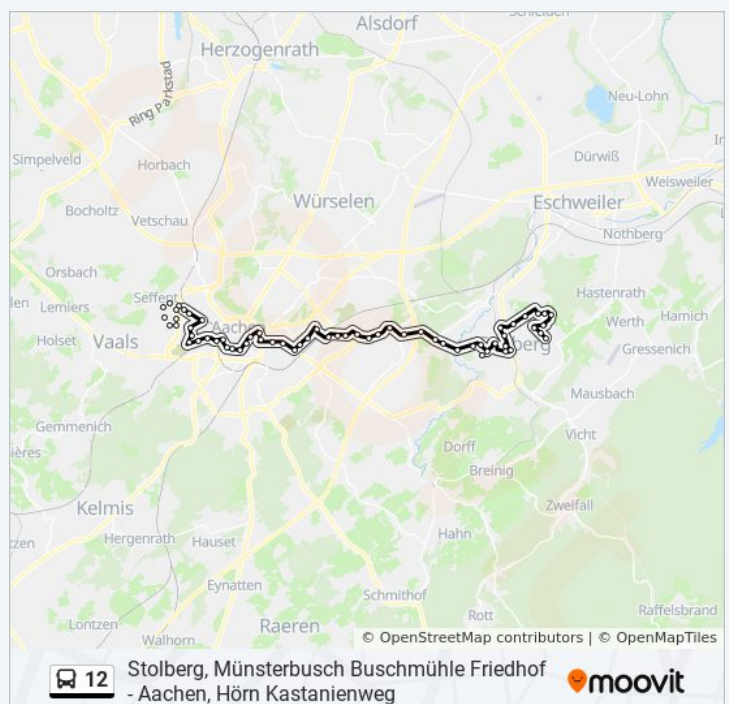 Alsdorf
Herzogenrath
Ring Parkstad
Neu-Lohn
Simpelveld
Horbach
Dürwiß
Weisweiler
Würselen
Eschweiler
Bocholtz
Vetschau
Nothberg
Orsbach
Seffent
Hastenrath
Lemiers
Aachen
Werth
Hamich
Holset
Vaals
berg
Gressenich
Mausbach
Gemmenich
Vicht
Dorff
Breinig
Kelmis
Zweifall
Hergenrath
Hauset
Hahn
Eynatten
Schmithof
Raffelsbrand
Lontzen
Raeren
Rott
Walhorn
© OpenStreetMap contributors | © OpenMapTiles
12
Stolberg, Münsterbusch Buschmühle Friedhof
- Aachen, Hörn Kastanienweg
moovit